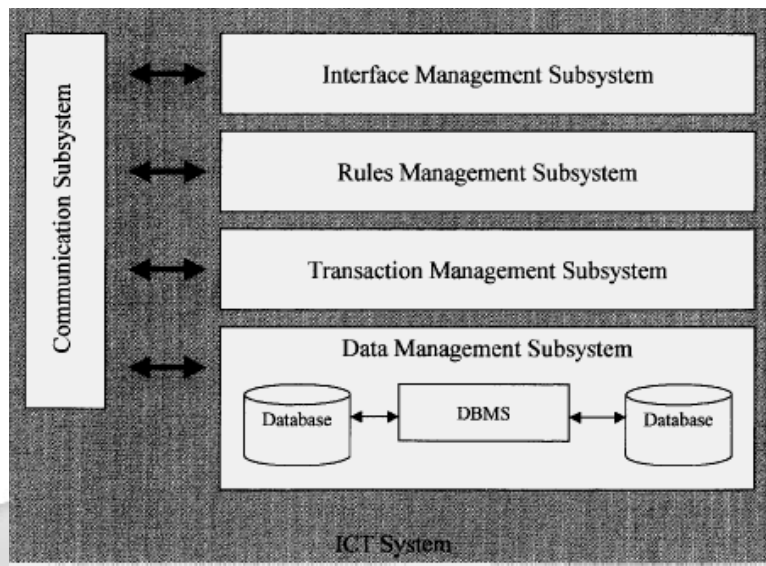 Communication Subsystem
Interface Management Subsystem
Rules Management Subsystem
Transaction Management Subsystem
Data Management Subsystem
Database
DBMS
Database
ICT System